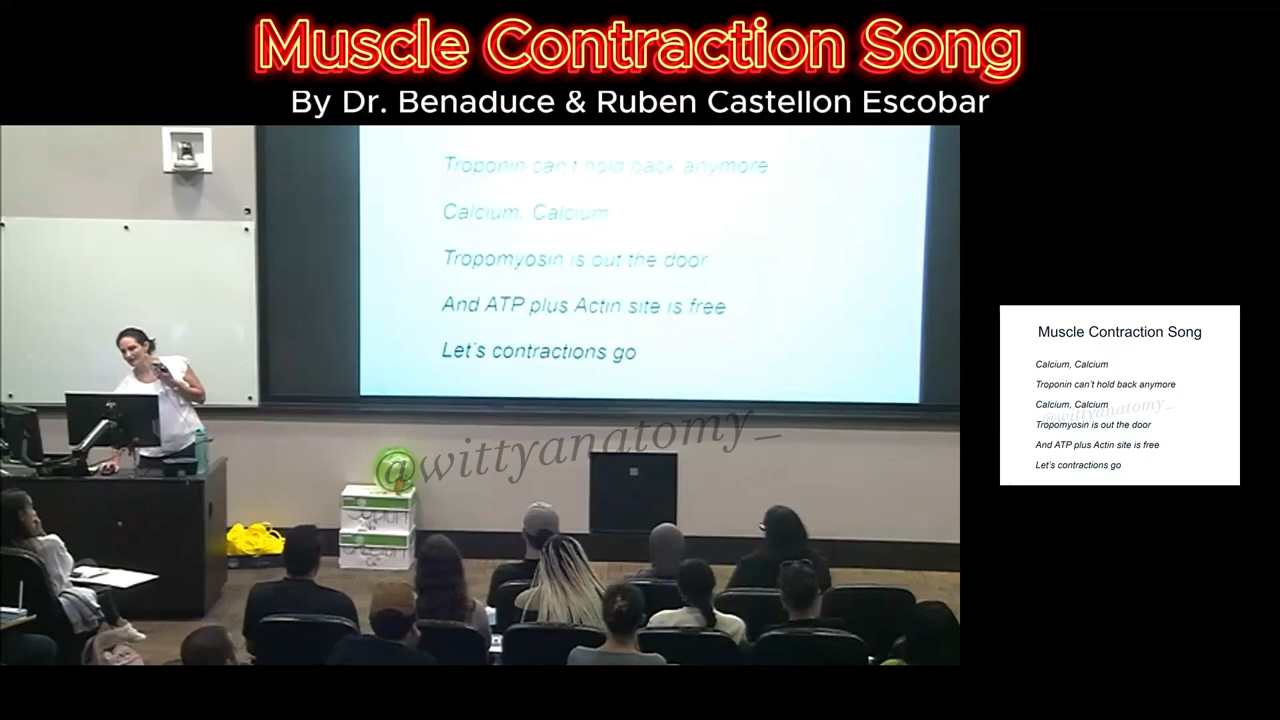 Muscle Contraction Song
By Dr. Benaduce & Ruben Castellon Escobar
Troponin can't hold back anymore
Calcium, Calcium
Tropomyosin is out the door
And ATP plus Actin site is free
Let's contractions go
@wittyanatomy_
Muscle Contraction Song
Calcium, Calcium
Troponin can't hold back anymore
Calcium, Calcium
@wittyanatomy_
Tropomyosin is out the door
And ATP plus Actin site is free
Let's contractions go